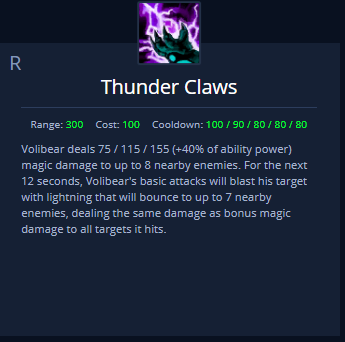 R
Thunder Claws
Range: 300 Cost: 100 Cooldown: 100 / 90 / 80 / 80 / 80
Volibear deals 75 / 115 / 155 (+40% of ability power)
magic damage to up to 8 nearby enemies. For the next
12 seconds, Volibear's basic attacks will blast his target
with lightning that will bounce to up to 7 nearby
enemies, dealing the same damage as bonus magic
damage to all targets it hits.